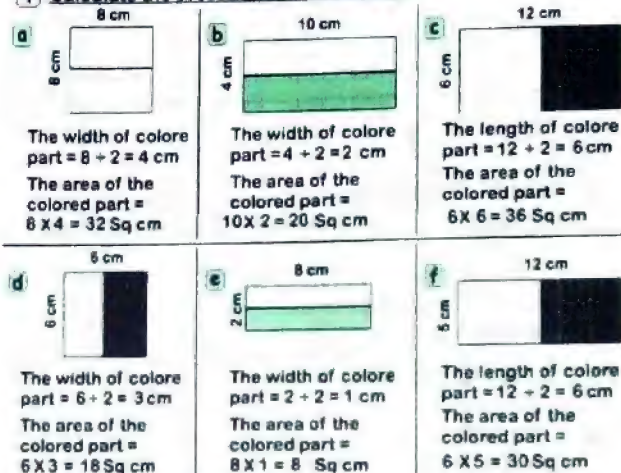 8 cm
a
8 cm
The width of colore
part = 8 ÷ 2 = 4 cm
The area of the
colored part =
8 X 4 = 32 Sq cm
10 cm
b
4 cm
The width of colore
part = 4 ÷ 2 = 2 cm
The area of the
colored part =
10X 2 = 20 Sq cm
12 cm
c
6 cm
The length of colore
part = 12 ÷ 2 = 6 cm
The area of the
colored part =
6X 6 = 36 Sq cm
6 cm
d
6 cm
The width of colore
part = 6 ÷ 2 = 3 cm
The area of the
colored part =
6 X 3 = 18 Sq cm
8 cm
e
2 cm
The width of colore
part = 2 ÷ 2 = 1 cm
The area of the
colored part =
8 X 1 = 8 Sq cm
12 cm
f
5 cm
The length of colore
part = 12 ÷ 2 = 6 cm
The area of the
colored part =
6 X 5 = 30 Sq cm